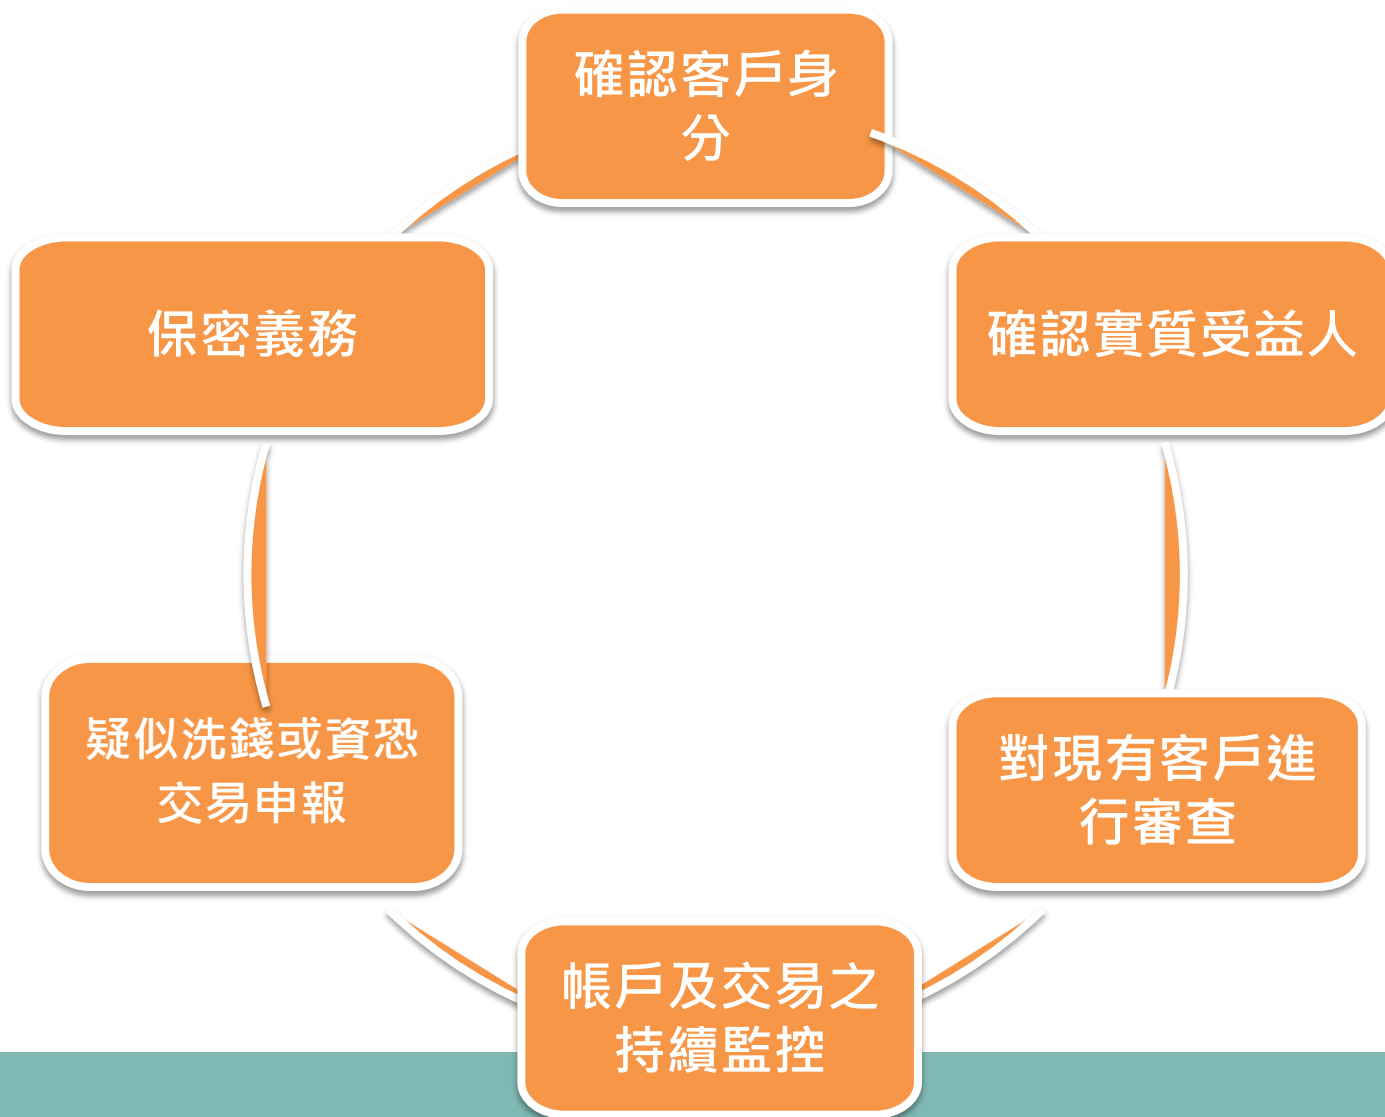 確認客戶身
分
保密義務
確認實質受益人
疑似洗錢或資恐
交易申報
對現有客戶進
行審查
帳戶及交易之
持續監控